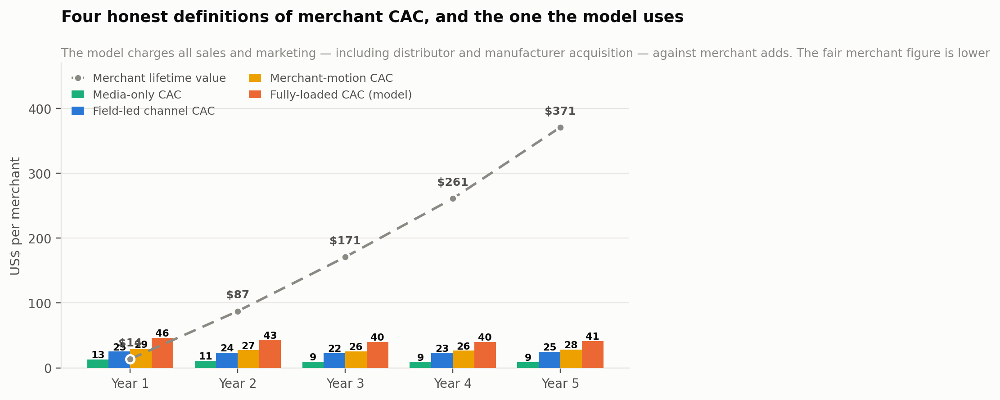 Four honest definitions of merchant CAC, and the one the model uses
The model charges all sales and marketing — including distributor and manufacturer acquisition — against merchant adds. The fair merchant figure is lower
Merchant lifetime value
Media-only CAC
Field-led channel CAC
Merchant-motion CAC
Fully-loaded CAC (model)
US$ per merchant
400
300
200
100
0
$14
$87
$171
$261
$371
13 25 29 46
11 24 27 43
9 22 26 40
9 23 26 40
9 25 28 41
Year 1 Year 2 Year 3 Year 4 Year 5